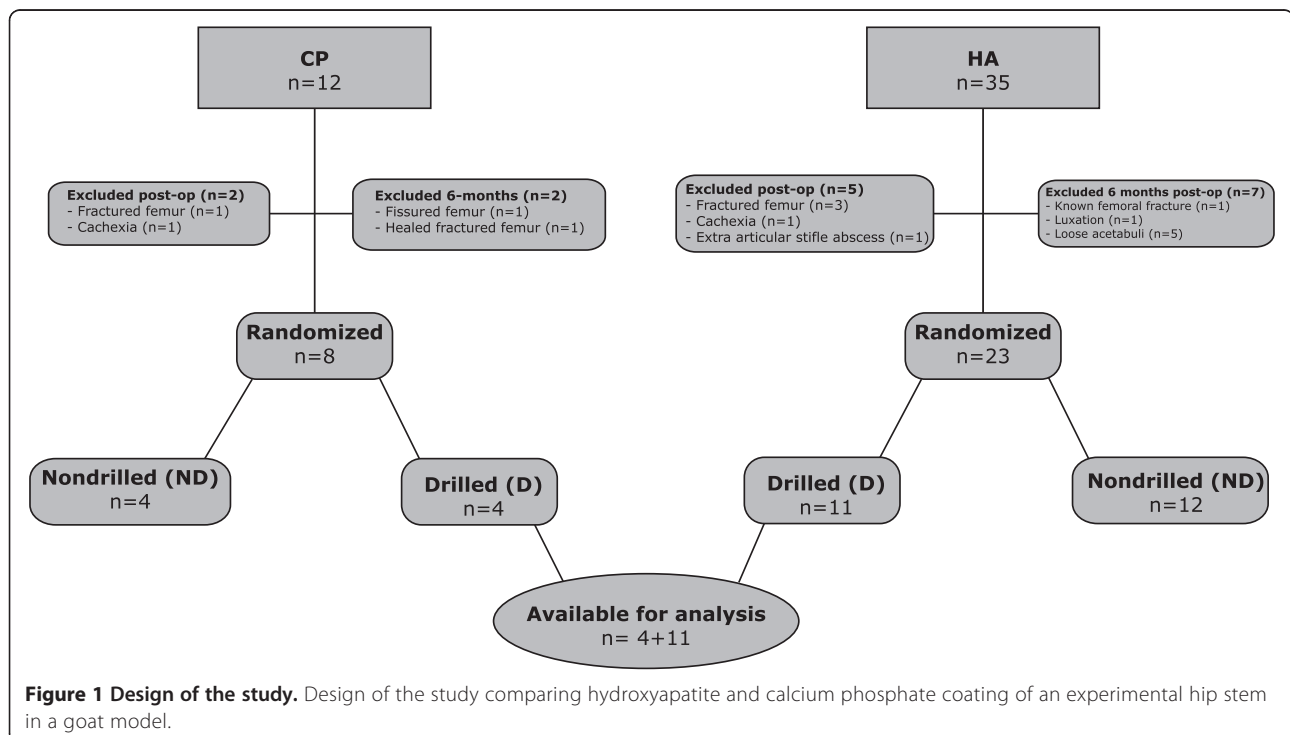 CP
n=12
HA
n=35
Excluded post-op (n=2)
- Fractured femur (n=1)
- Cachexia (n=1)
Excluded 6-months (n=2)
- Fissured femur (n=1)
- Healed fractured femur (n=1)
Excluded post-op (n=5)
- Fractured femur (n=3)
- Cachexia (n=1)
- Extra articular stifle abscess (n=1)
Excluded 6 months post-op (n=7)
- Known femoral fracture (n=1)
- Luxation (n=1)
- Loose acetabuli (n=5)
Randomized
n=8
Randomized
n=23
Nondrilled (ND)
n=4
Drilled (D)
n=4
Drilled (D)
n=11
Nondrilled (ND)
n=12
Available for analysis
n= 4+11
Figure 1 Design of the study. Design of the study comparing hydroxyapatite and calcium phosphate coating of an experimental hip stem
in a goat model.